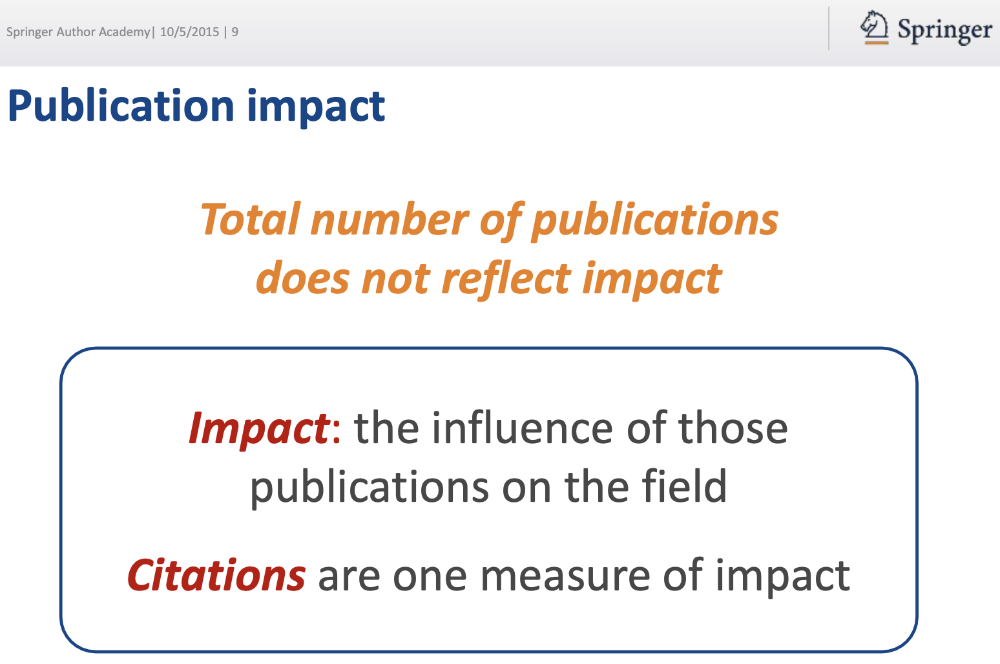 Springer Author Academy| 10/5/2015 | 9
Springer
Publication impact
Total number of publications
does not reflect impact
Impact: the influence of those
publications on the field
Citations are one measure of impact